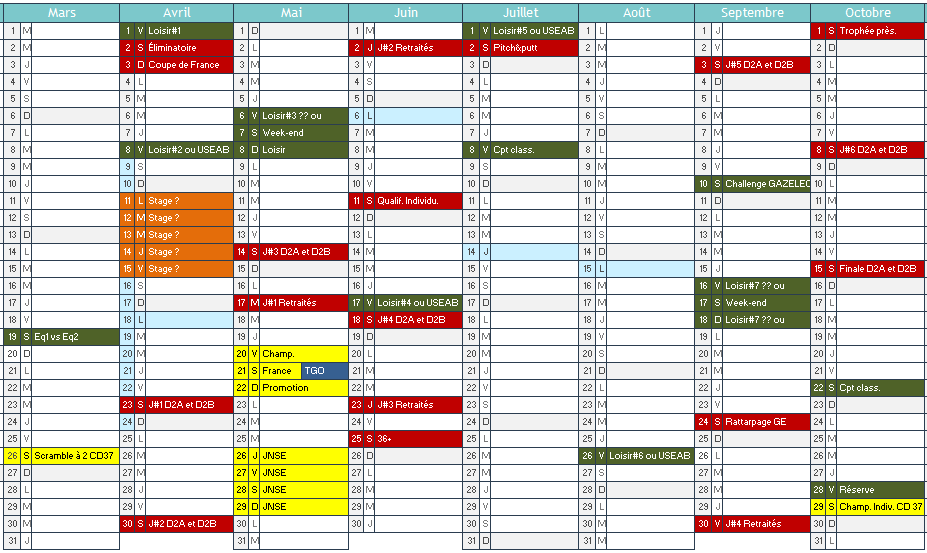 Mars Avril Mai Juin Juillet Août Septembre Octobre
1 M 1 V Loisir#1 1 D 1 M 1 V Loisir#5 ou USEAB 1 L 1 J 1 S Trophée près.
2 M 2 S Éliminatoire 2 L 2 J J#2 Retraités 2 S Pitch&putt 2 M 2 V 2 D
3 J 3 D Coupe de France 3 M 3 V 3 D 3 M 3 S J#5 D2A et D2B 3 L
4 V 4 L 4 M 4 S 4 L 4 J 4 D 4 M
5 S 5 M 5 J 5 D 5 M 5 V 5 L 5 M
6 D 6 M 6 V Loisir#3 ?? ou 6 L 6 M 6 S 6 M 6 J
7 L 7 J 7 S Week-end 7 M 7 J 7 D 7 M 7 V
8 M 8 V Loisir#2 ou USEAB 8 D Loisir 8 M 8 V Cpt class. 8 L 8 J 8 S J#6 D2A et D2B
9 M 9 S 9 L 9 J 9 S 9 M 9 V 9 D
10 J 10 D 10 M 10 V 10 D 10 M 10 S Challenge GAZELEC 10 L
11 V 11 L Stage ? 11 M 11 S Qualif. Individu. 11 L 11 J 11 D 11 M
12 S 12 M Stage ? 12 J 12 D 12 M 12 V 12 L 12 M
13 D 13 M Stage ? 13 V 13 L 13 M 13 S 13 M 13 J
14 L 14 J Stage ? 14 S J#3 D2A et D2B 14 M 14 J 14 D 14 M 14 V
15 M 15 V Stage ? 15 D 15 M 15 V 15 L 15 J 15 S Finale D2A et D2B
16 M 16 S 16 L 16 J 16 S 16 M 16 V Loisir#7 ?? ou 16 D
17 J 17 D 17 M J#1 Retraités 17 V Loisir#4 ou USEAB 17 D 17 M 17 S Week-end 17 L
18 V 18 L 18 M 18 S J#4 D2A et D2B 18 L 18 J 18 D Loisir#7 ?? ou 18 M
19 S Eq1 vs Eq2 19 M 19 J 19 D 19 M 19 V 19 L 19 M
20 D 20 M 20 V Champ. 20 L 20 M 20 S 20 M 20 J
21 L 21 J 21 S France TGO 21 M 21 J 21 D 21 M 21 V
22 M 22 V 22 D Promotion 22 M 22 V 22 L 22 J 22 S Cpt class.
23 M 23 S J#1 D2A et D2B 23 L 23 J J#3 Retraités 23 S 23 M 23 V 23 D
24 J 24 D 24 M 24 V 24 D 24 M 24 S Rattarpage GE 24 L
25 V 25 L 25 M 25 S 36+ 25 L 25 J 25 D 25 M
26 S Scramble à 2 CD37 26 M 26 J JNSE 26 D 26 M 26 V Loisir#6 ou USEAB 26 L 26 M
27 D 27 M 27 V JNSE 27 L 27 M 27 S 27 M 27 J
28 L 28 J 28 S JNSE 28 M 28 J 28 D 28 M 28 V Réserve
29 M 29 V 29 D JNSE 29 M 29 V 29 L 29 J 29 S Champ. Indiv. CD 37
30 M 30 S J#2 D2A et D2B 30 L 30 J 30 S 30 M 30 V J#4 Retraités 30 D
31 J 31 M 31 D 31 M 31 L